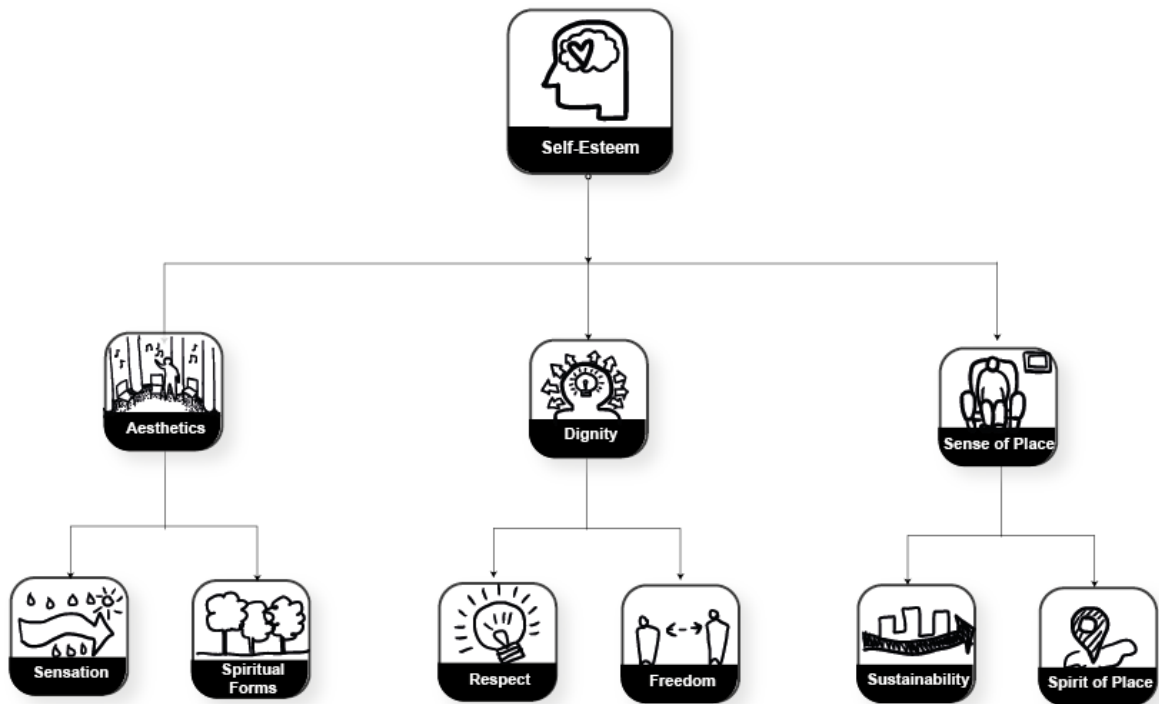 Self-Esteem
Aesthetics
Dignity
Sense of Place
Sensation
Spiritual
Forms
Respect
Freedom
Sustainability
Spirit of Place